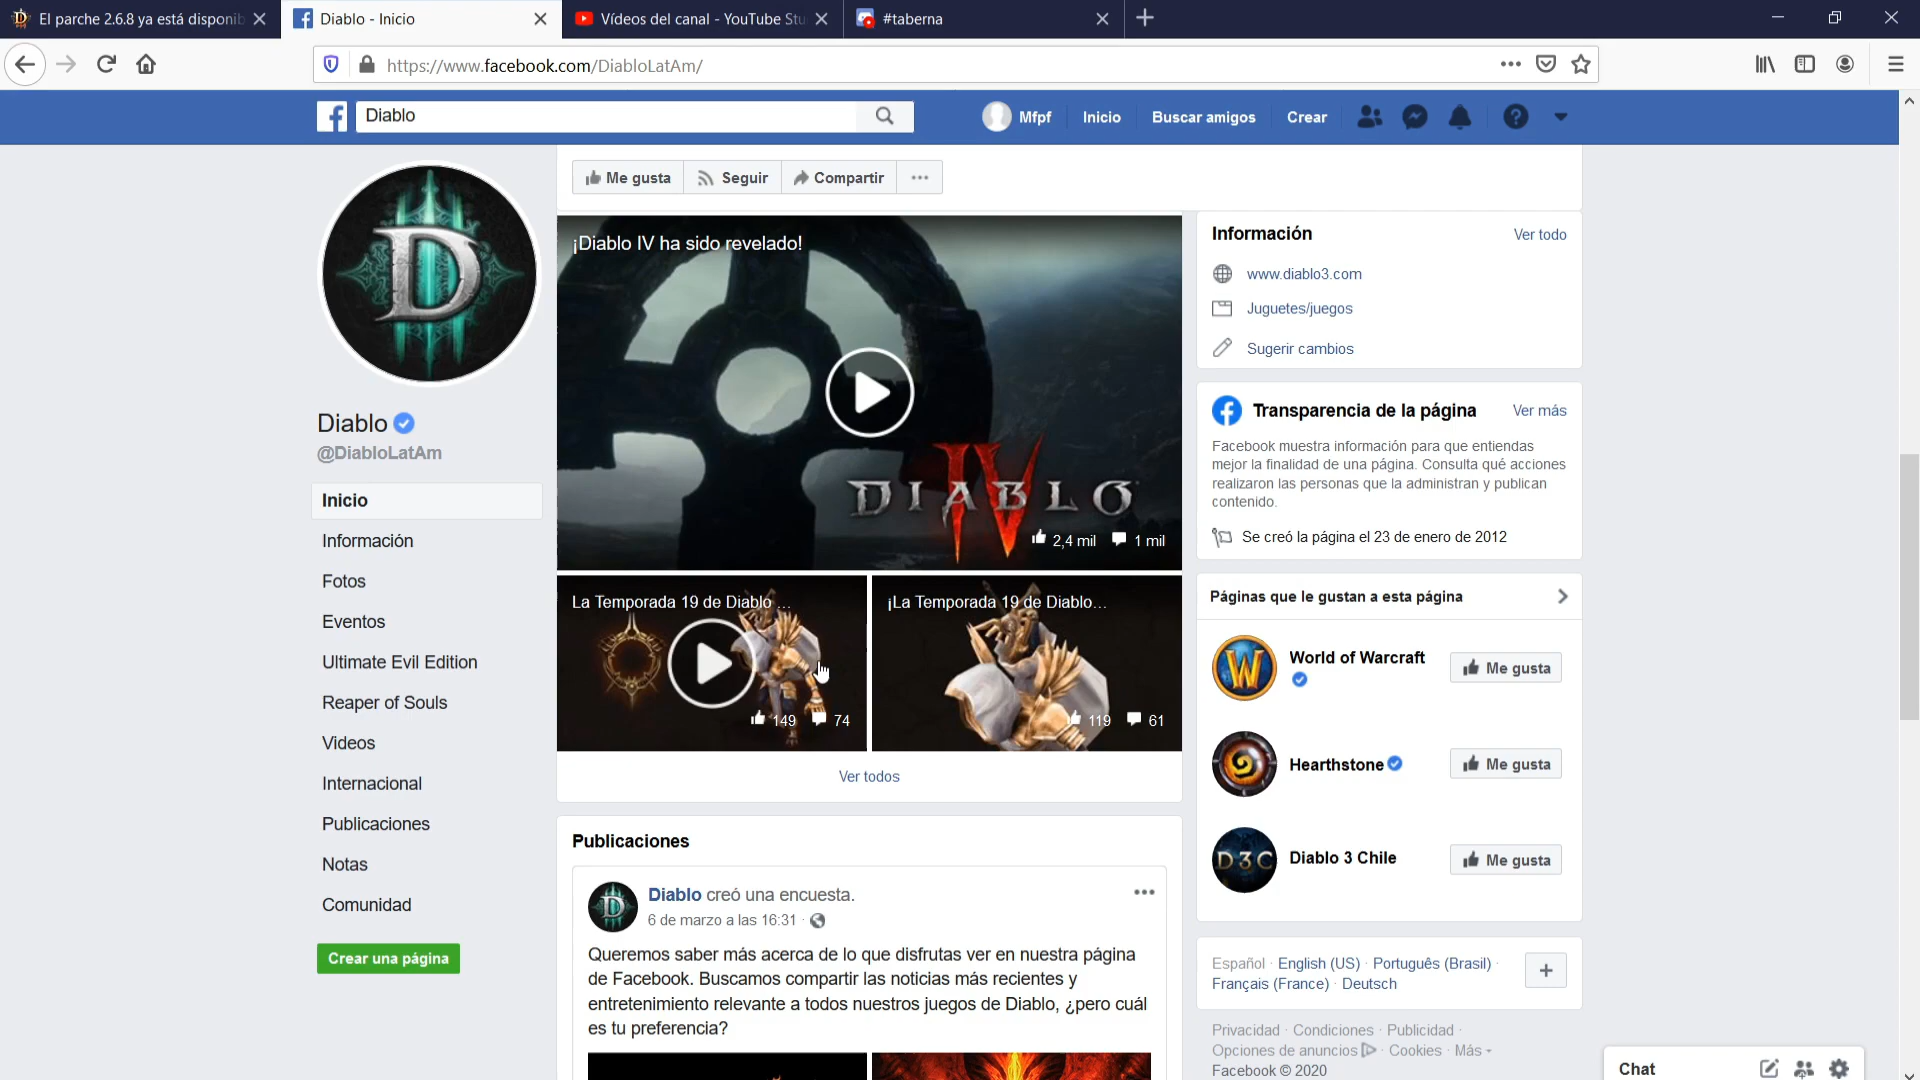 El parche 2.6.8 ya está disponib
Diablo - Inicio
Vídeos del canal - YouTube Stu
#taberna
https://www.facebook.com/DiabloLatAm/
Diablo
Mfpf
Inicio
Buscar amigos
Crear
Me gusta
Seguir
Compartir
Diablo
@DiabloLatAm
Inicio
Información
Fotos
Eventos
Ultimate Evil Edition
Reaper of Souls
Videos
Internacional
Publicaciones
Notas
Comunidad
Crear una página
¡Diablo IV ha sido revelado!
DIABLO
IV
2,4 mil 1 mil
La Temporada 19 de Diablo ...
149 74
¡La Temporada 19 de Diablo...
119 61
Ver todos
Publicaciones
Diablo creó una encuesta.
6 de marzo a las 16:31 ·
Queremos saber más acerca de lo que disfrutas ver en nuestra página
de Facebook. Buscamos compartir las noticias más recientes y
entretenimiento relevante a todos nuestros juegos de Diablo, ¿pero cuál
es tu preferencia?
Información Ver todo
www.diablo3.com
Juguetes/juegos
Sugerir cambios
Transparencia de la página Ver más
Facebook muestra información para que entiendas
mejor la finalidad de una página. Consulta qué acciones
realizaron las personas que la administran y publican
contenido.
Se creó la página el 23 de enero de 2012
Páginas que le gustan a esta página
World of Warcraft
Me gusta
Hearthstone
Me gusta
D3C
Diablo 3 Chile
Me gusta
Español · English (US) · Português (Brasil) ·
Français (France) · Deutsch
Privacidad · Condiciones · Publicidad ·
Opciones de anuncios · Cookies · Más
Facebook © 2020
Chat